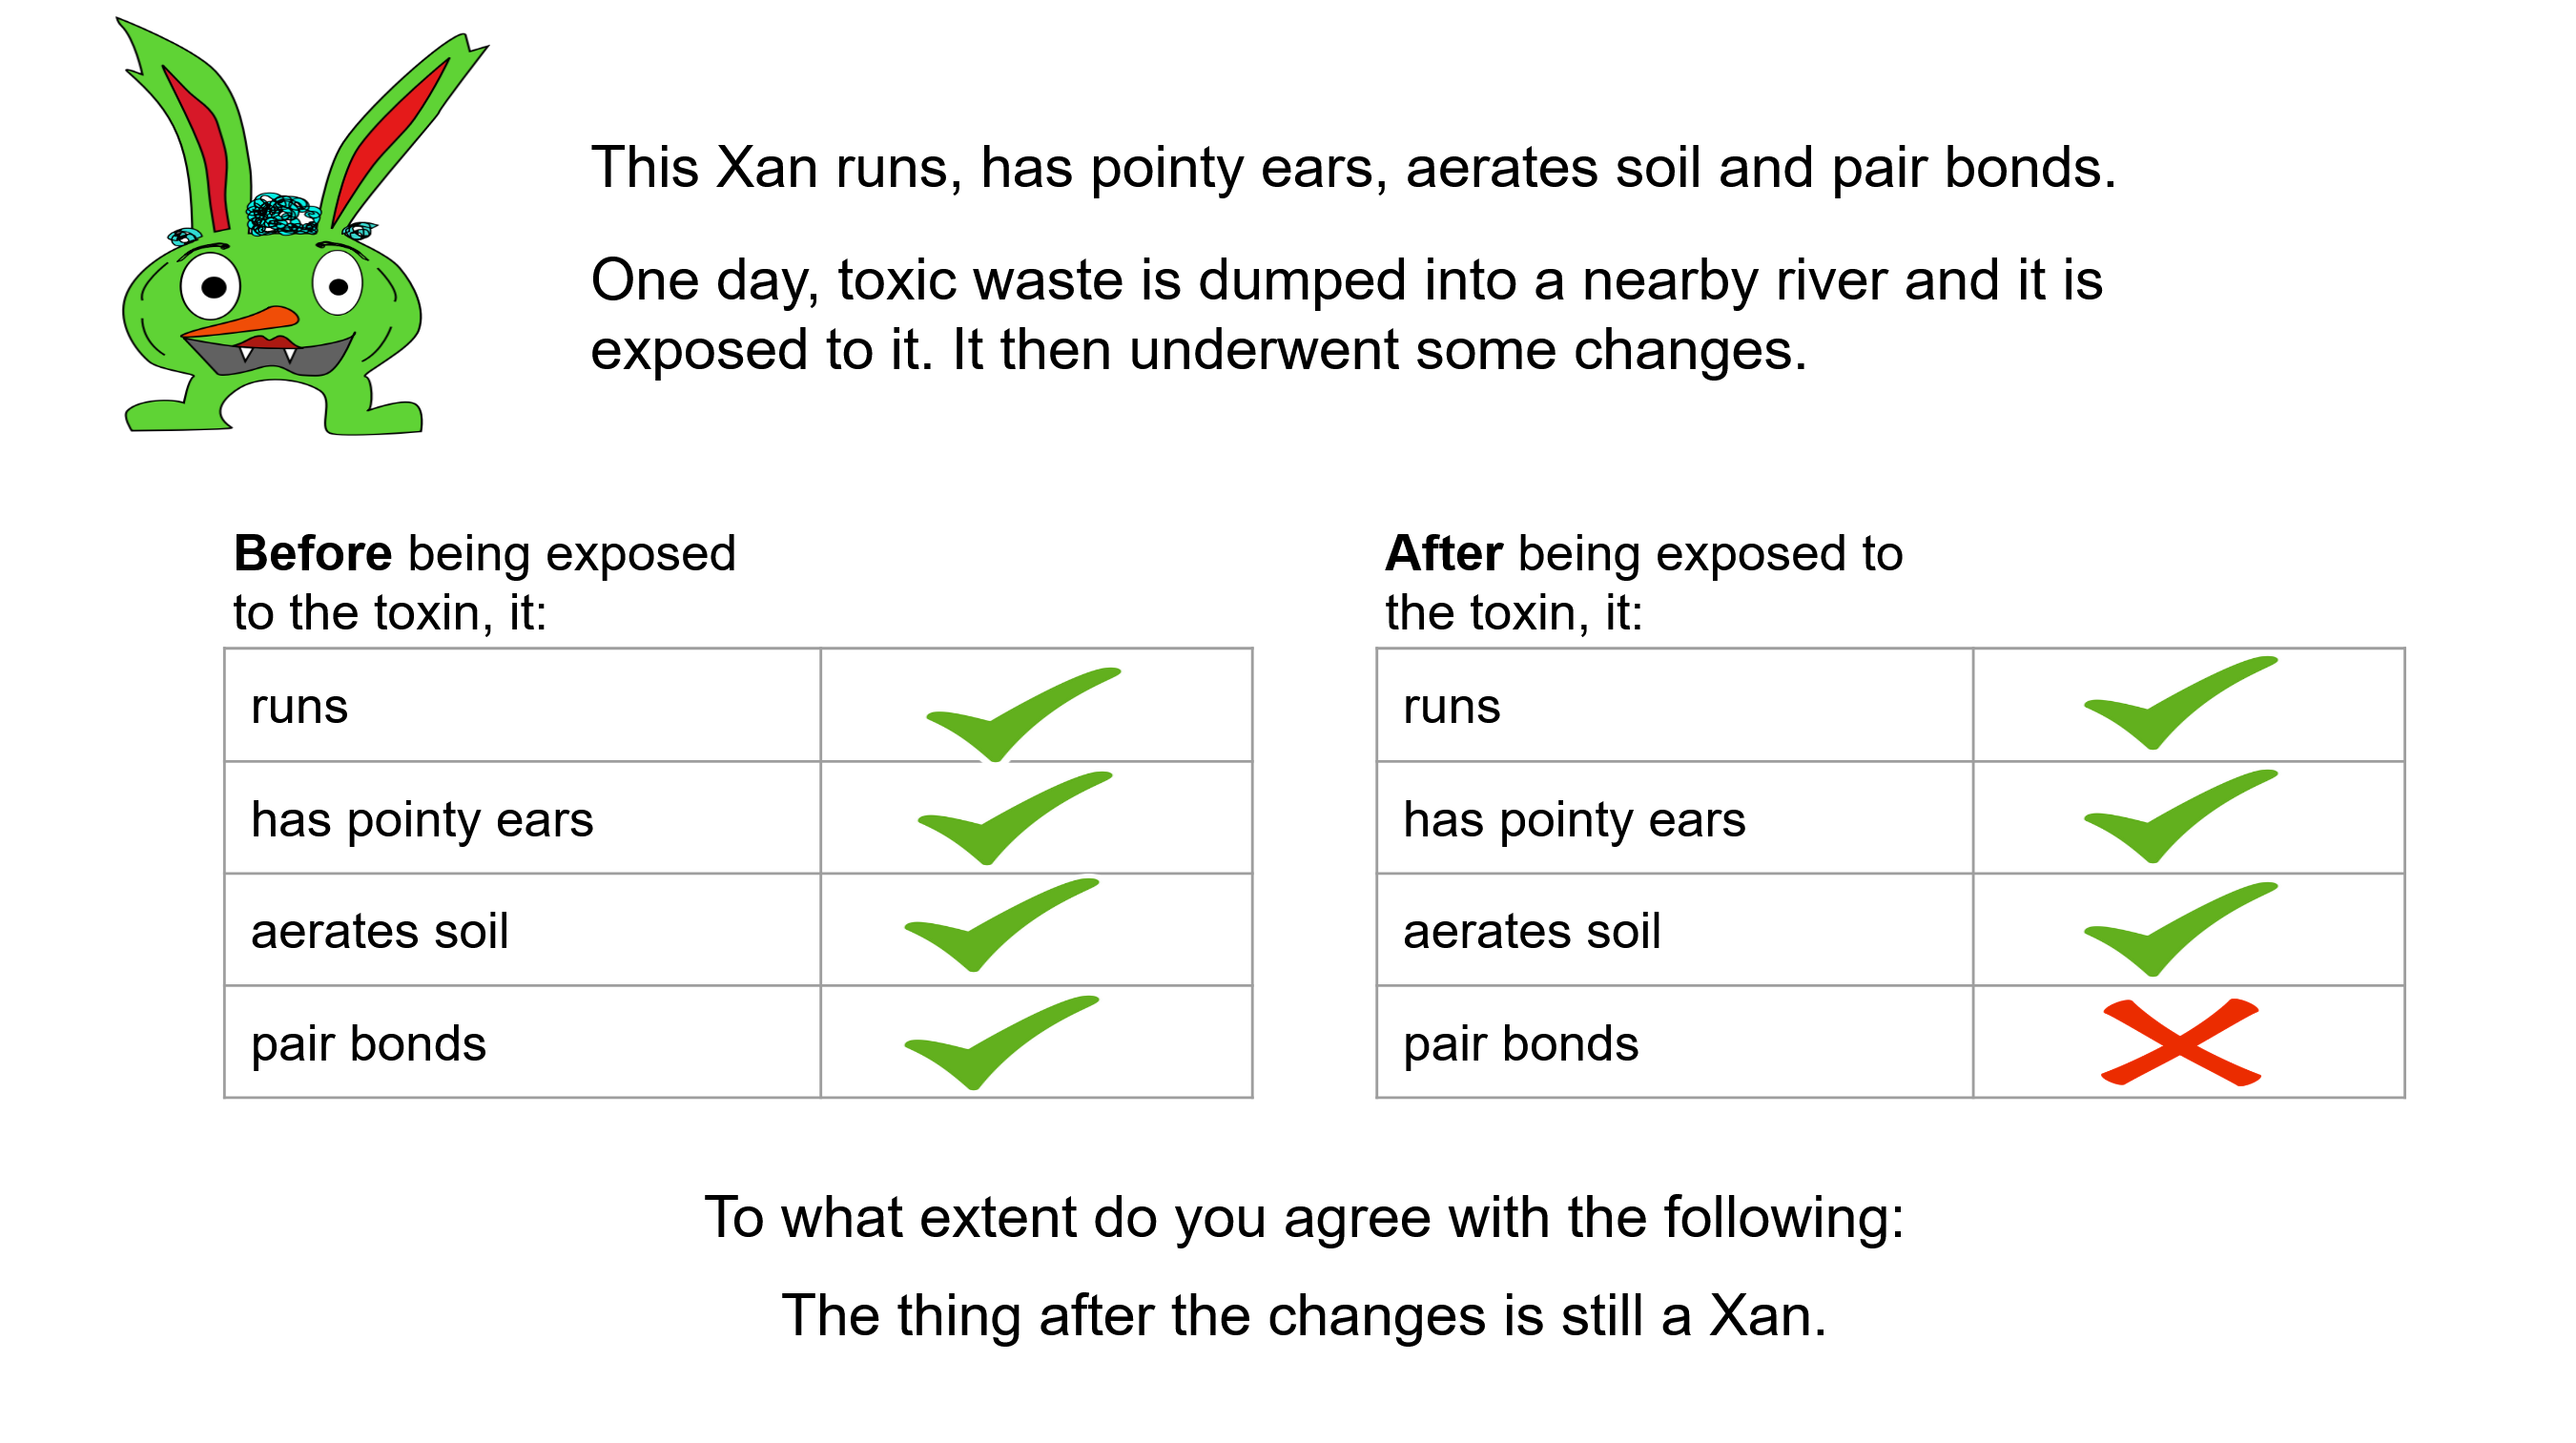 This Xan runs, has pointy ears, aerates soil and pair bonds.
One day, toxic waste is dumped into a nearby river and it is
exposed to it. It then underwent some changes.
Before being exposed
to the toxin, it:
runs
has pointy ears
aerates soil
pair bonds
After being exposed to
the toxin, it:
runs
has pointy ears
aerates soil
pair bonds
To what extent do you agree with the following:
The thing after the changes is still a Xan.